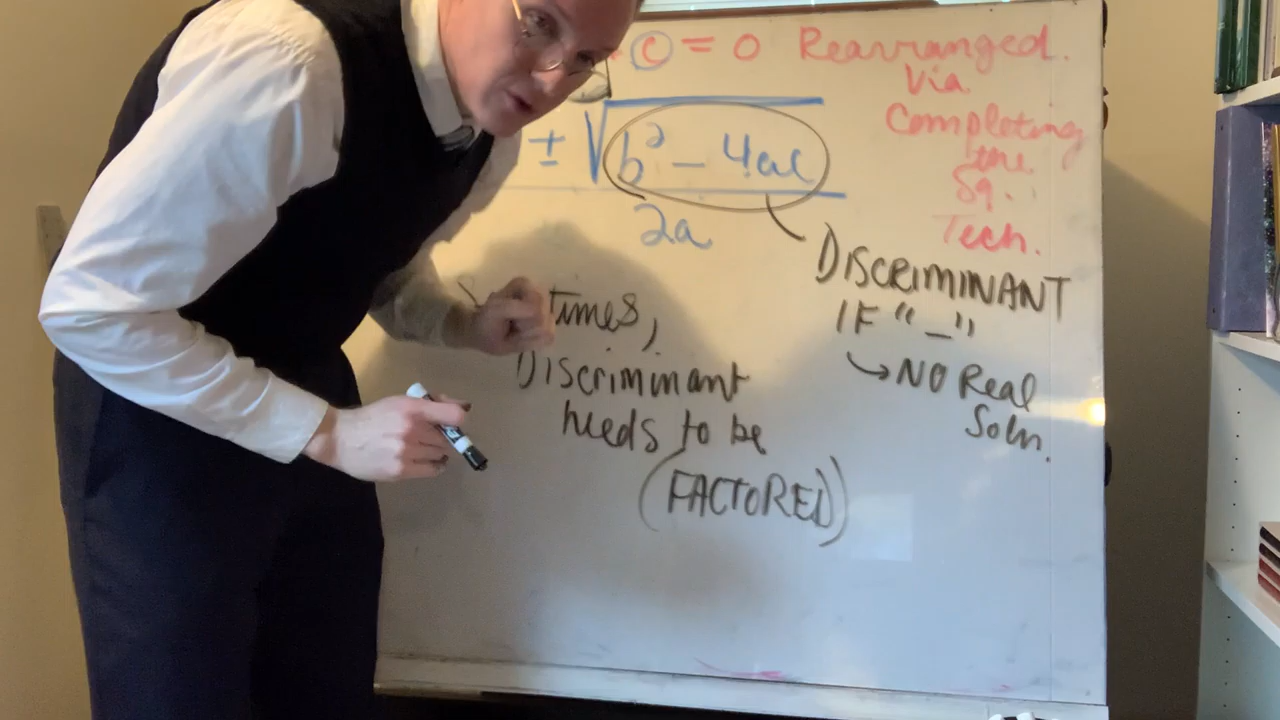 c = 0 Rearranged.
Via
Completing
the
Sq.
Tech.
± √b² - 4ac
2a
DISCRIMINANT
IF "-"
↳ NO Real
Soln.
times,
Discriminant
needs to be
(FACTORED)